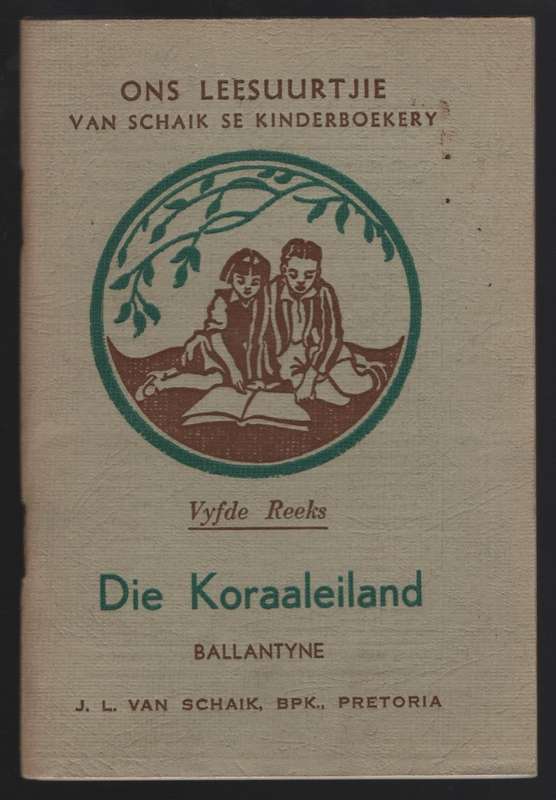 ONS LEESUURTJIE
VAN SCHAIK SE KINDERBOEKERY
Vyfde Reeks
Die Koraaleiland
BALLANTYNE
J. L. VAN SCHAIK, BPK., PRETORIA